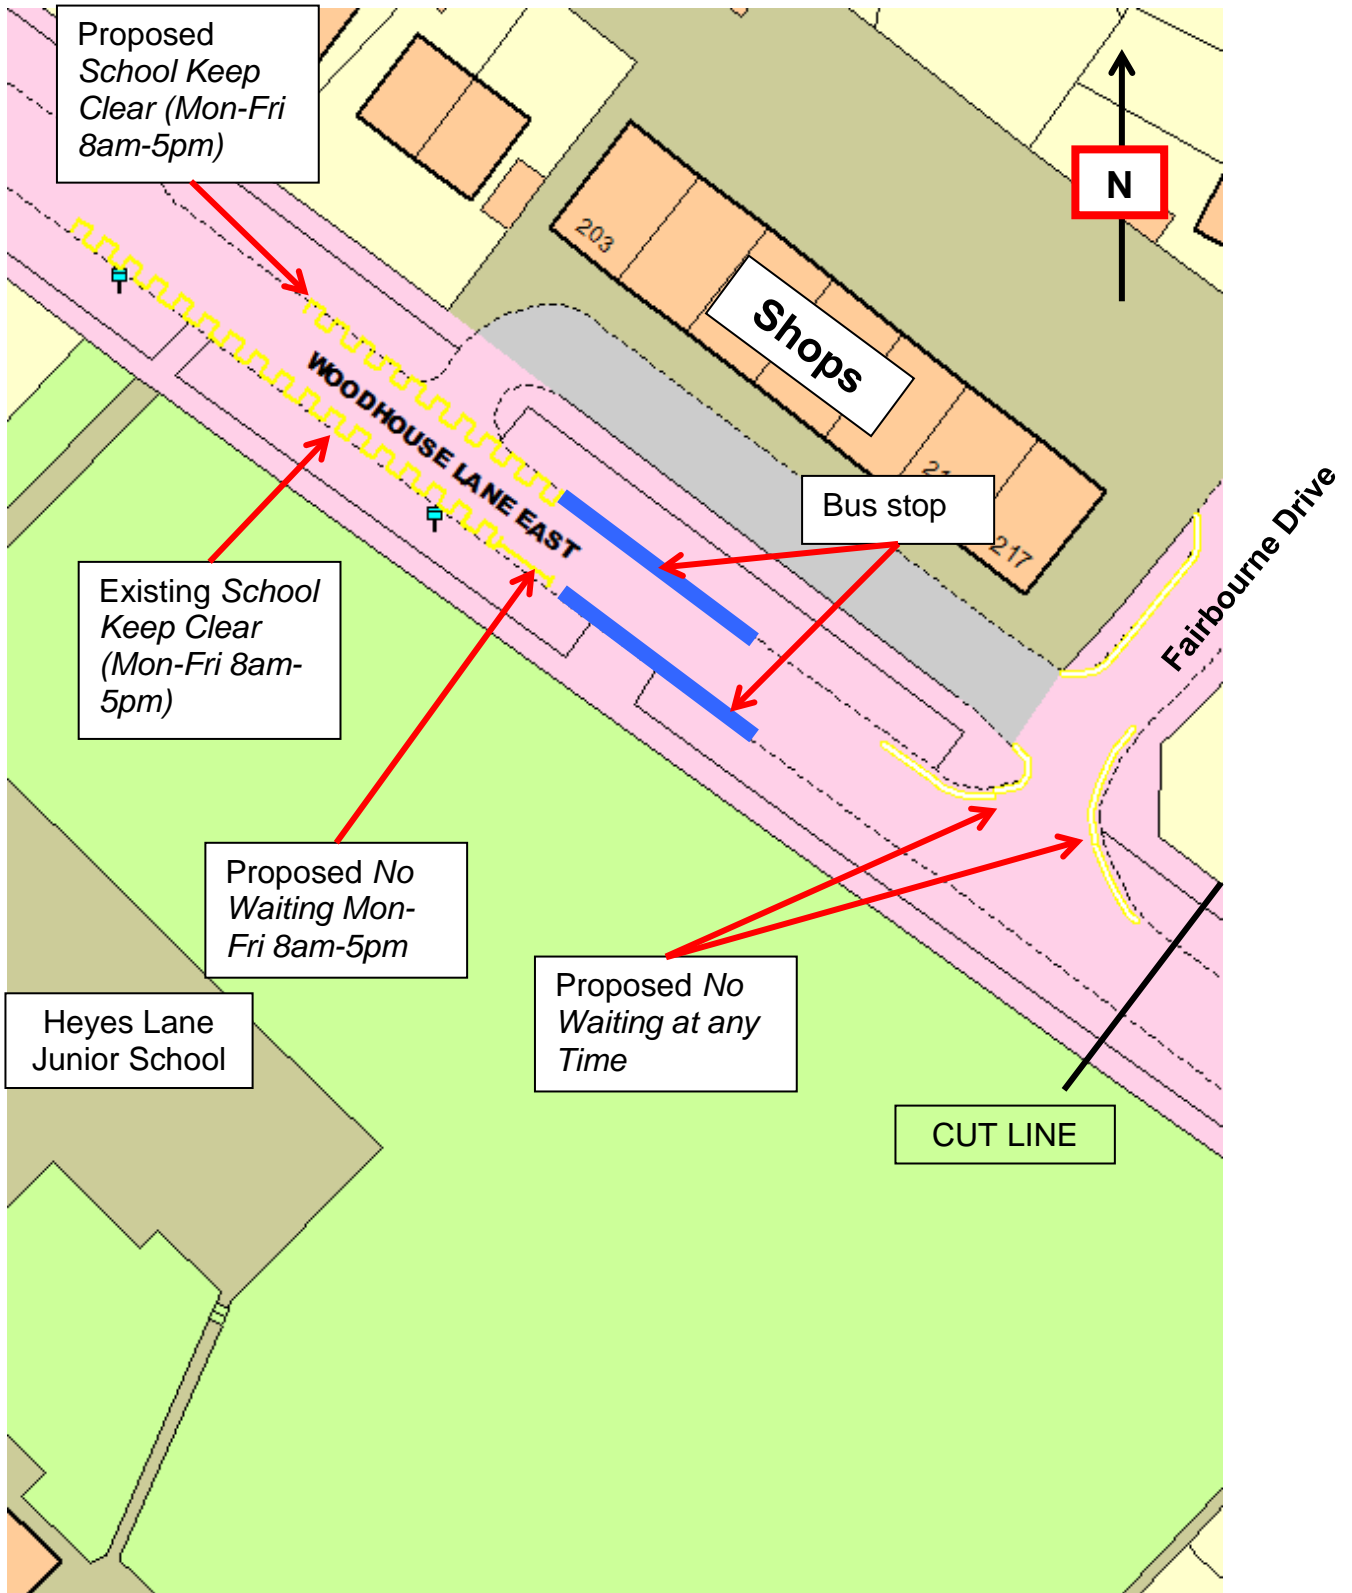 Proposed
School Keep
Clear (Mon-Fri
8am-5pm)
N
203
Shops
217
Bus stop
WOODHOUSE LANE EAST
Fairbourne Drive
Existing School
Keep Clear
(Mon-Fri 8am-
5pm)
Proposed No
Waiting Mon-
Fri 8am-5pm
Proposed No
Waiting at any
Time
Heyes Lane
Junior School
CUT LINE